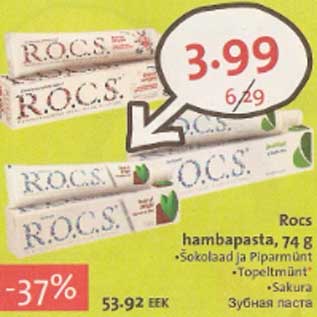 R.O.C.S.
R.O.C.S.
3.99
6.29
R.O.C.S.
R.O.C.S.
R.O.C.S.
O.C.S.
Rocs
hambapasta, 74 g
•Šokolaad ja Piparmünt
•Topeltmünt
•Sakura
Зубная паста
-37%
53.92 EEK